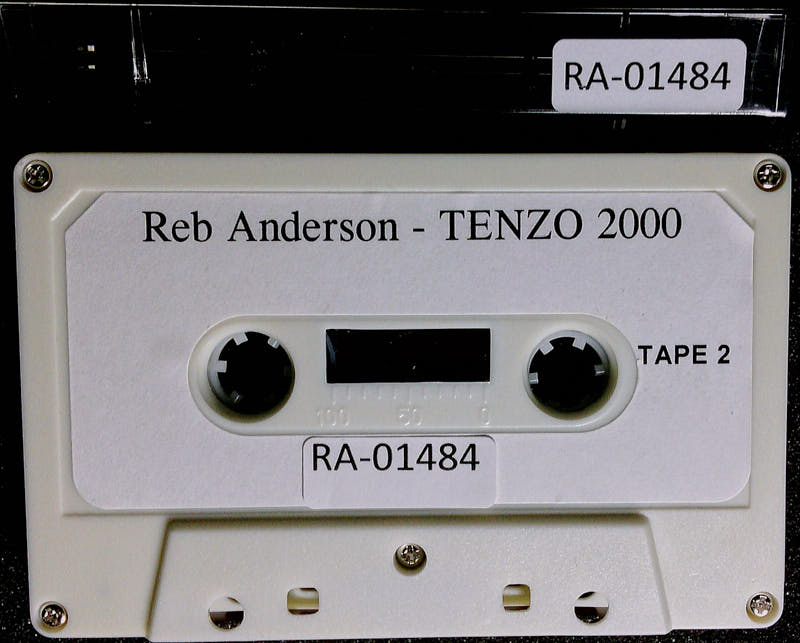 RA-01484
Reb Anderson - TENZO 2000
TAPE 2
100 50 0
RA-01484